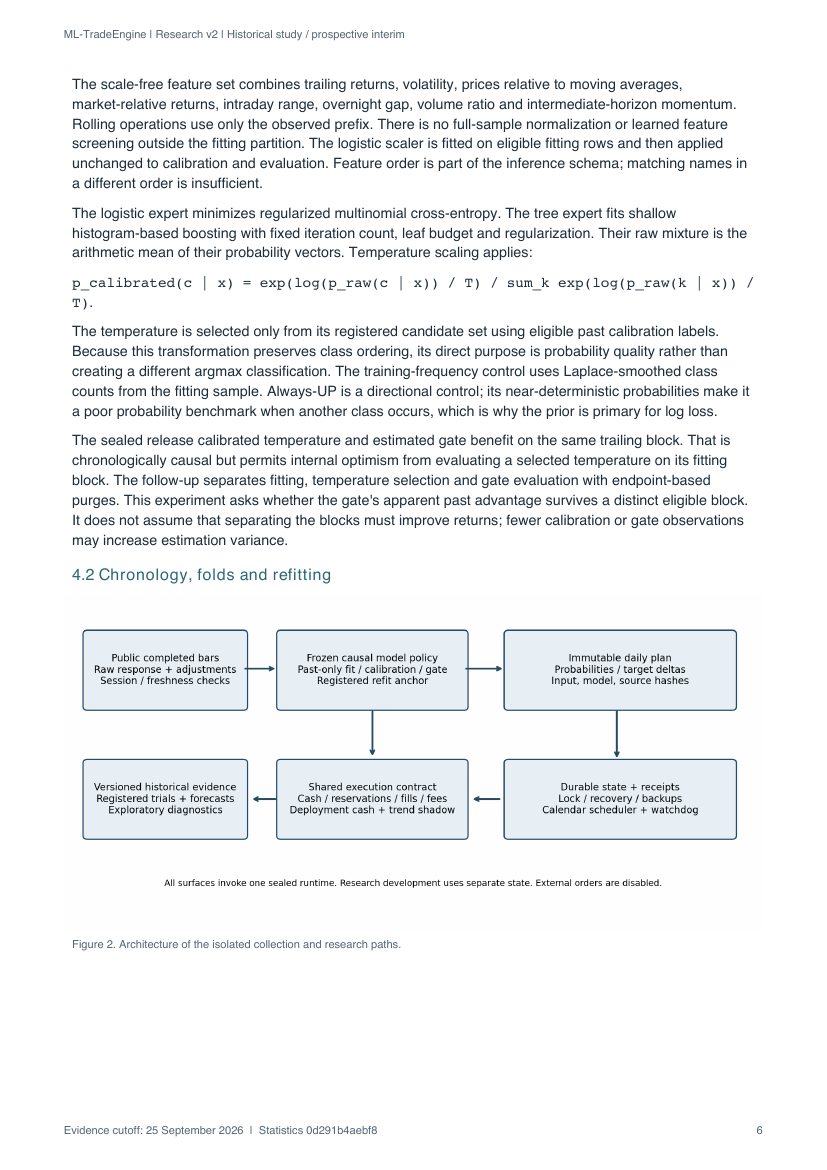 ML-TradeEngine | Research v2 | Historical study / prospective interim
The scale-free feature set combines trailing returns, volatility, prices relative to moving averages,
market-relative returns, intraday range, overnight gap, volume ratio and intermediate-horizon momentum.
Rolling operations use only the observed prefix. There is no full-sample normalization or learned feature
screening outside the fitting partition. The logistic scaler is fitted on eligible fitting rows and then applied
unchanged to calibration and evaluation. Feature order is part of the inference schema; matching names in
a different order is insufficient.
The logistic expert minimizes regularized multinomial cross-entropy. The tree expert fits shallow
histogram-based boosting with fixed iteration count, leaf budget and regularization. Their raw mixture is the
arithmetic mean of their probability vectors. Temperature scaling applies:
p_calibrated(c | x) = exp(log(p_raw(c | x)) / T) / sum_k exp(log(p_raw(k | x)) /
T).
The temperature is selected only from its registered candidate set using eligible past calibration labels.
Because this transformation preserves class ordering, its direct purpose is probability quality rather than
creating a different argmax classification. The training-frequency control uses Laplace-smoothed class
counts from the fitting sample. Always-UP is a directional control; its near-deterministic probabilities make it
a poor probability benchmark when another class occurs, which is why the prior is primary for log loss.
The sealed release calibrated temperature and estimated gate benefit on the same trailing block. That is
chronologically causal but permits internal optimism from evaluating a selected temperature on its fitting
block. The follow-up separates fitting, temperature selection and gate evaluation with endpoint-based
purges. This experiment asks whether the gate's apparent past advantage survives a distinct eligible block.
It does not assume that separating the blocks must improve returns; fewer calibration or gate observations
may increase estimation variance.
4.2 Chronology, folds and refitting
Public completed bars
Raw response + adjustments
Session / freshness checks
Frozen causal model policy
Past-only fit / calibration / gate
Registered refit anchor
Immutable daily plan
Probabilities / target deltas
Input, model, source hashes
Versioned historical evidence
Registered trials + forecasts
Exploratory diagnostics
Shared execution contract
Cash / reservations / fills / fees
Deployment cash + trend shadow
Durable state + receipts
Lock / recovery / backups
Calendar scheduler + watchdog
All surfaces invoke one sealed runtime. Research development uses separate state. External orders are disabled.
Figure 2. Architecture of the isolated collection and research paths.
Evidence cutoff: 25 September 2026 | Statistics 0d291b4aebf8
6